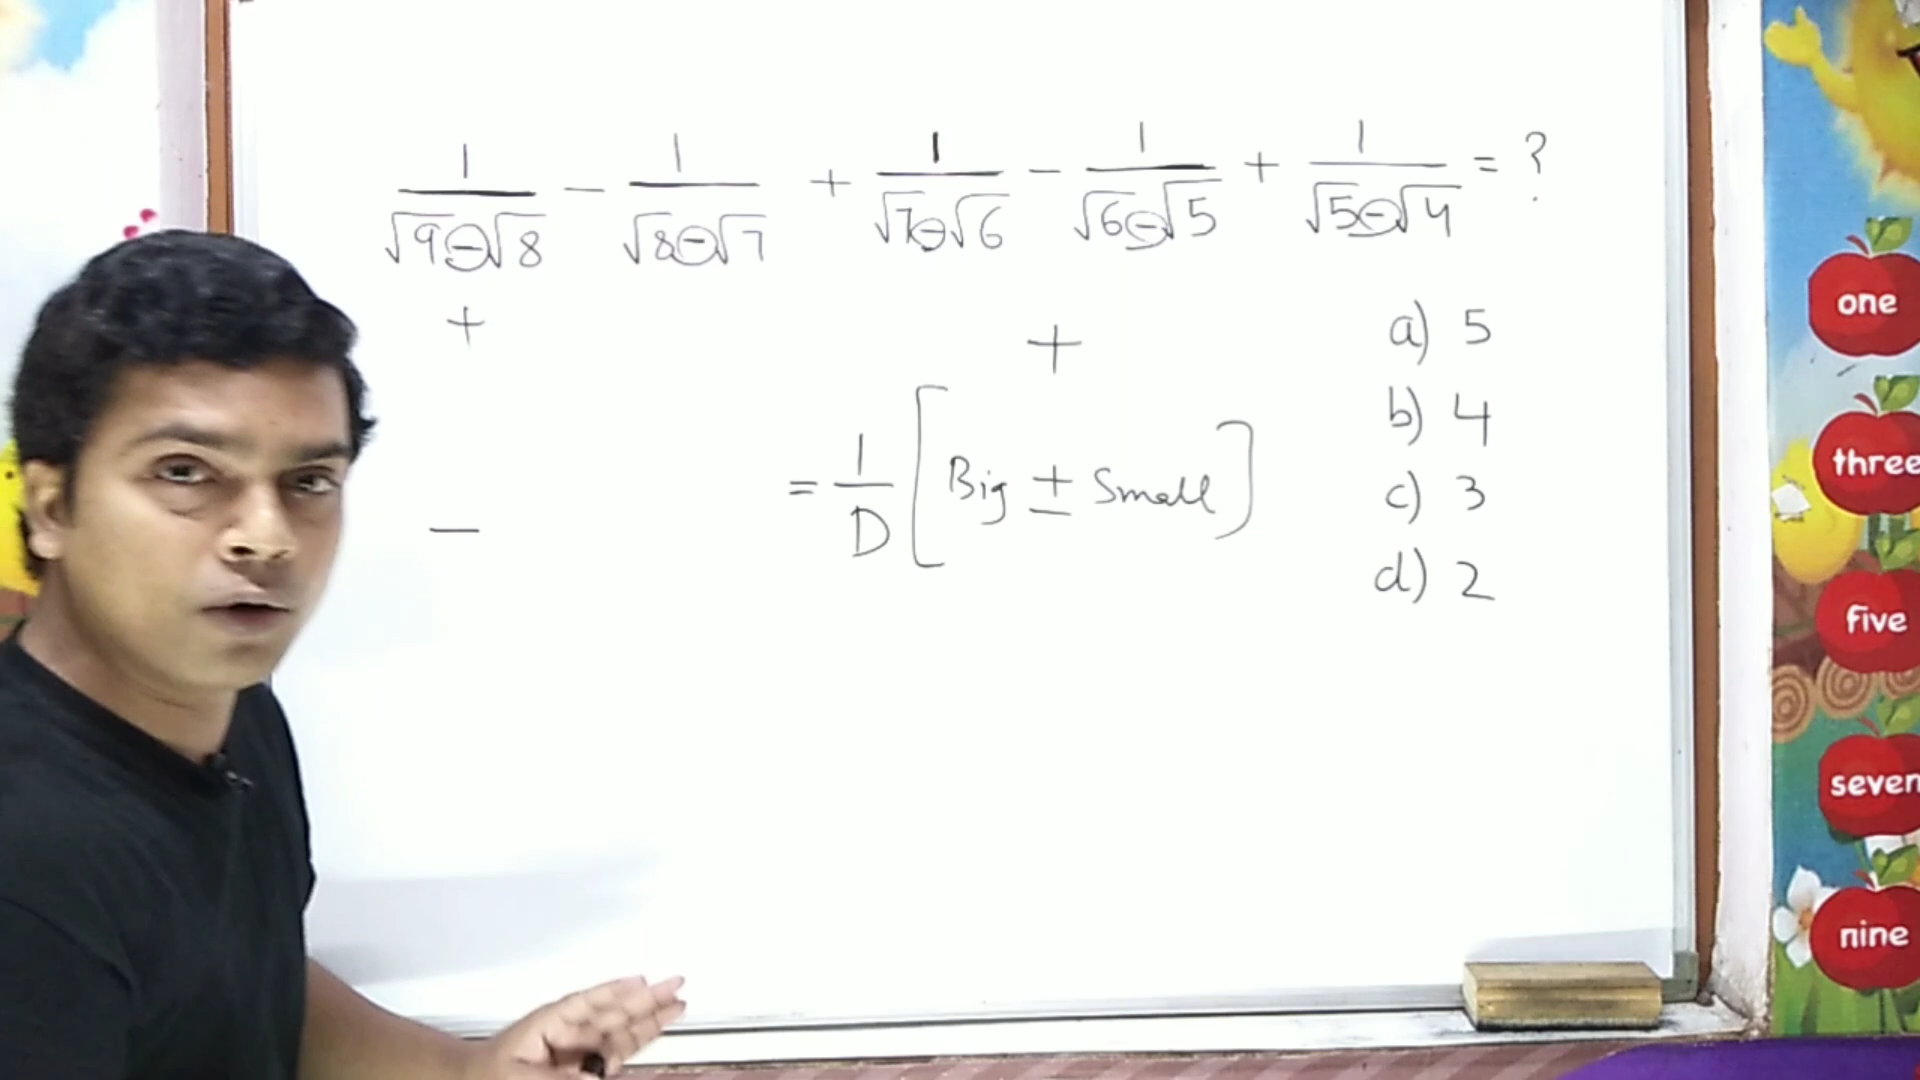 1/(√9-√8) - 1/(√8-√7) + 1/(√7-√6) - 1/(√6-√5) + 1/(√5-√4) = ?
+
+
a) 5
b) 4
= 1/D [Big ± Small]
c) 3
-
d) 2
one
three
five
seven
nine